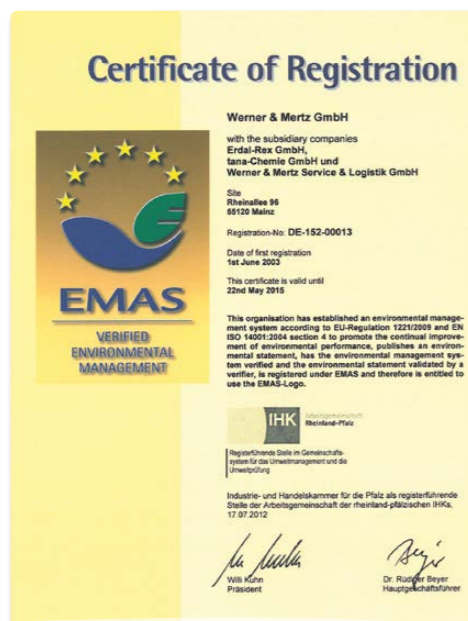 Certificate of Registration
Werner & Mertz GmbH
with the subsidiary companies
Erdal-Rex GmbH,
tana-Chemie GmbH und
Werner & Mertz Service & Logistik GmbH
Site
Rheinallee 96
55120 Mainz
Registration-No: DE-152-00013
Date of first registration
1st June 2003
This certificate is valid until
22nd May 2015
EMAS
VERIFIED
ENVIRONMENTAL
MANAGEMENT
This organisation has established an environmental manage-
ment system according to EU-Regulation 1221/2009 and EN
ISO 14001:2004 section 4 to promote the continual improve-
ment of environmental performance, publishes an environ-
mental statement, has the environmental management sys-
tem verified and the environmental statement validated by a
verifier, is registered under EMAS and therefore is entitled to
use the EMAS-Logo.
IHK
Arbeitsgemeinschaft
Rheinland-Pfalz
Registerführende Stelle im Gemeinschafts-
system für das Umweltmanagement und die
Umweltprüfung
Industrie- und Handelskammer für die Pfalz als registerführende
Stelle der Arbeitsgemeinschaft der rheinland-pfälzischen IHKs,
17.07.2012
Willi Kuhn
Präsident
Dr. Rüdiger Beyer
Hauptgeschäftsführer